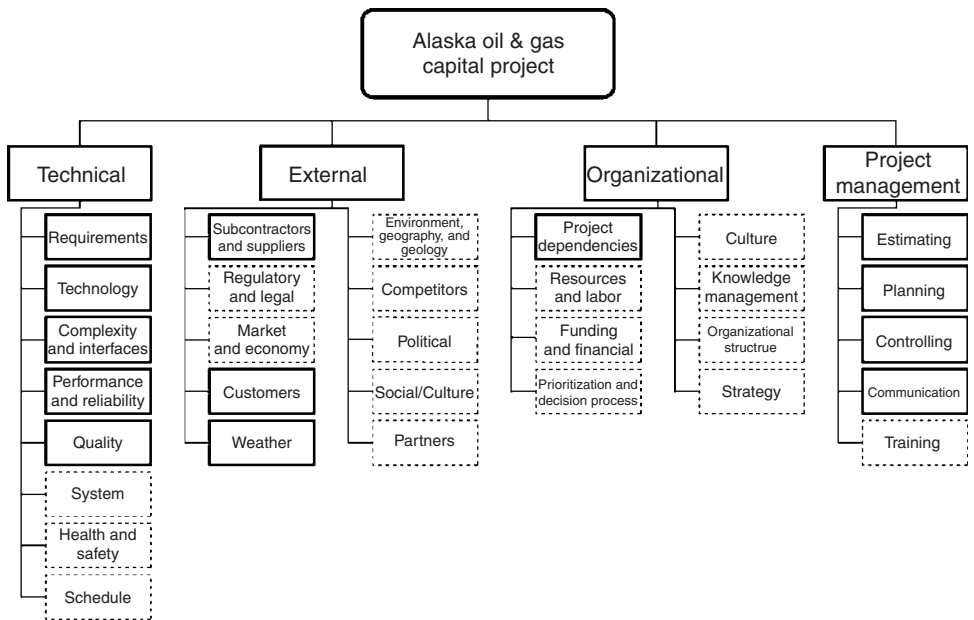 Alaska oil & gas
capital project
Technical
External
Organizational
Project
management
Requirements
Technology
Complexity
and interfaces
Performance
and reliability
Quality
System
Health and
safety
Schedule
Subcontractors
and suppliers
Regulatory
and legal
Market
and economy
Customers
Weather
Environment,
geography, and
geology
Competitors
Political
Social/Culture
Partners
Project
dependencies
Resources
and labor
Funding
and financial
Prioritization and
decision process
Culture
Knowledge
management
Organizational
structrue
Strategy
Estimating
Planning
Controlling
Communication
Training